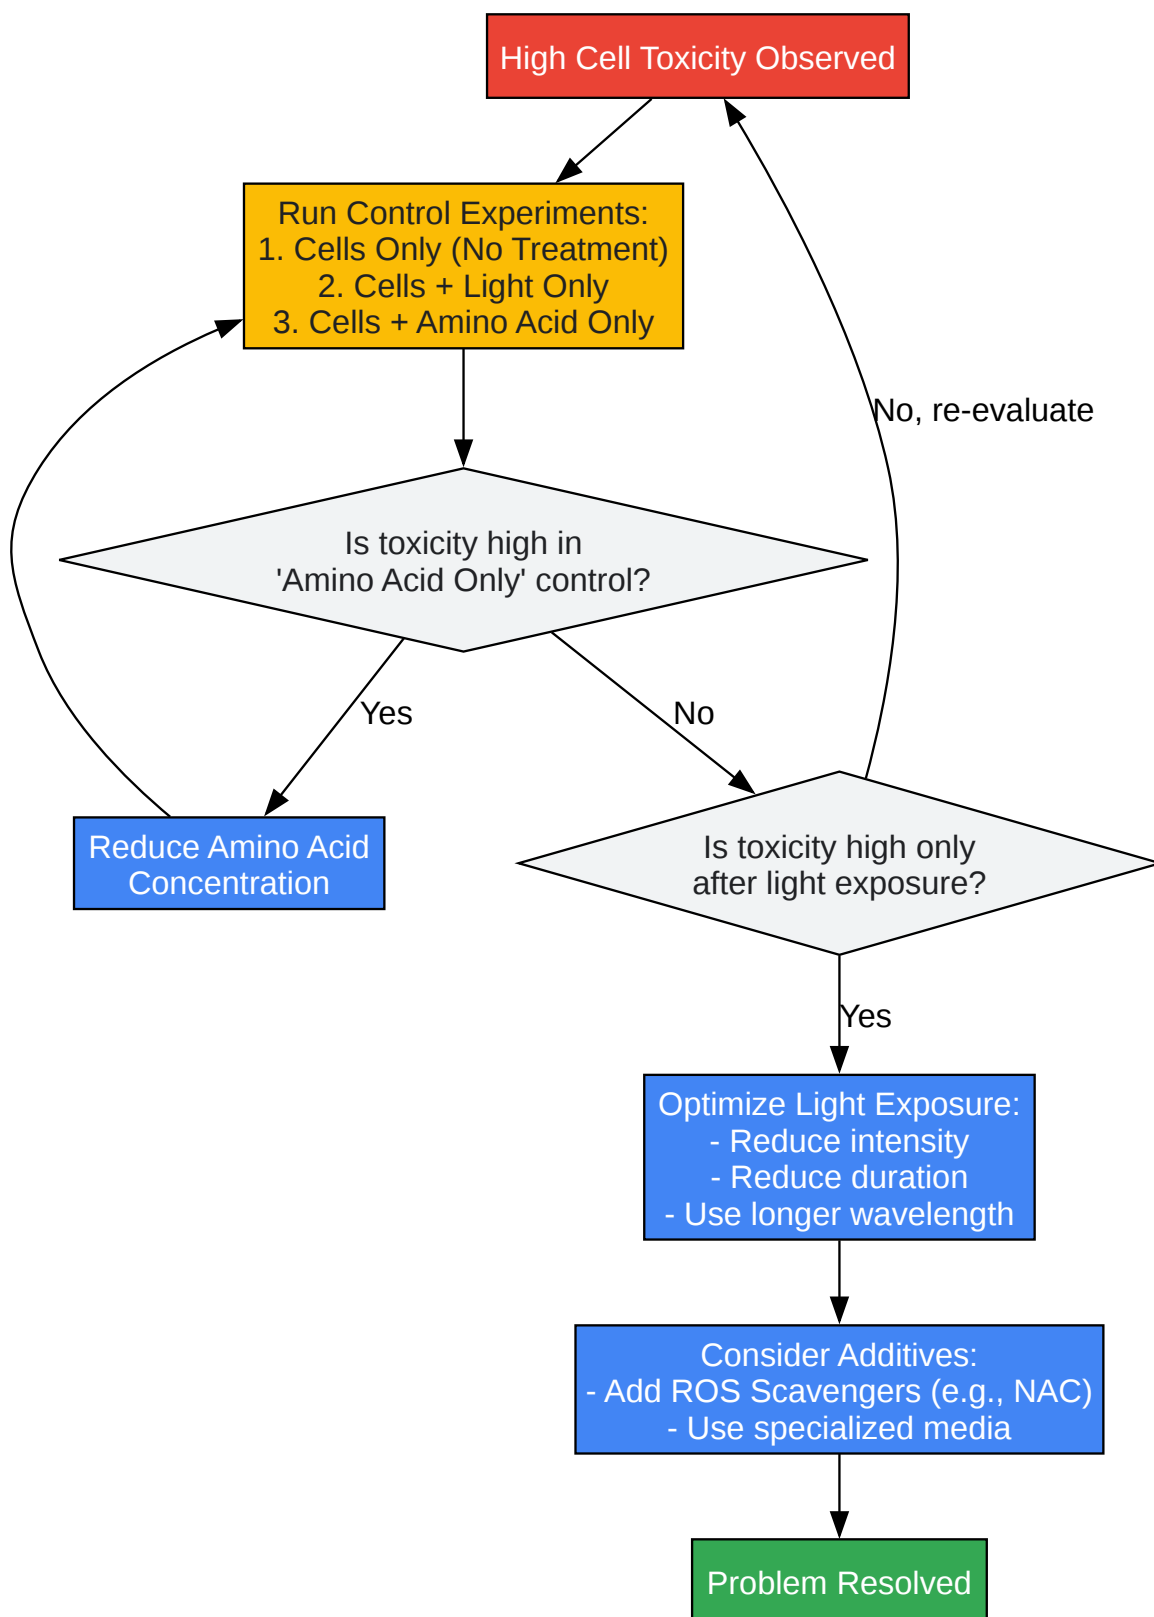 High Cell Toxicity Observed
Run Control Experiments:
1. Cells Only (No Treatment)
2. Cells + Light Only
3. Cells + Amino Acid Only
No, re-evaluate
Is toxicity high in
'Amino Acid Only' control?
Yes
No
Reduce Amino Acid
Concentration
Is toxicity high only
after light exposure?
Yes
Optimize Light Exposure:
- Reduce intensity
- Reduce duration
- Use longer wavelength
Consider Additives:
- Add ROS Scavengers (e.g., NAC)
- Use specialized media
Problem Resolved